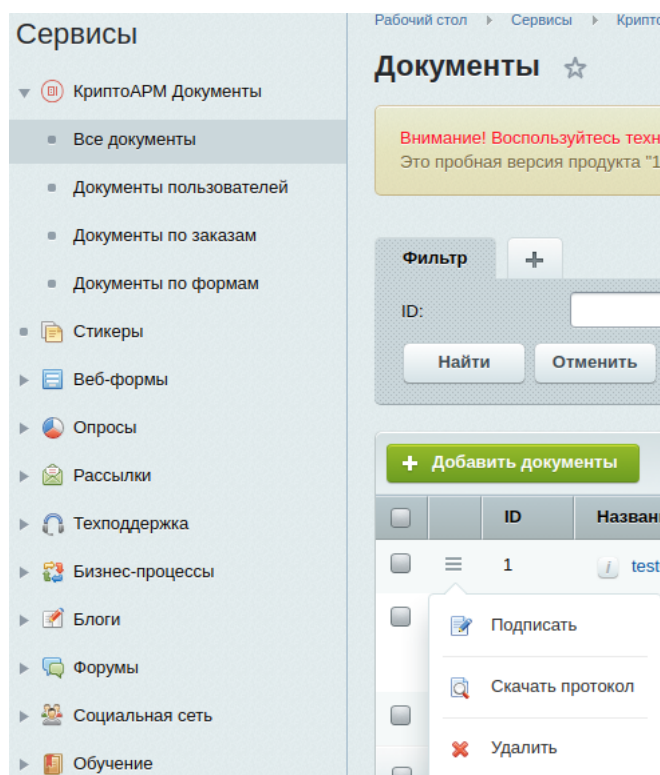 Сервисы
КриптоАРМ Документы
Все документы
Документы пользователей
Документы по заказам
Документы по формам
Стикеры
Веб-формы
Опросы
Рассылки
Техподдержка
Бизнес-процессы
Блоги
Форумы
Социальная сеть
Обучение
Рабочий стол Сервисы Крипто
Документы
Внимание! Воспользуйтесь техн
Это пробная версия продукта "1
Фильтр
ID:
Найти Отменить
Добавить документы
ID Назван
1 test
Подписать
Скачать протокол
Удалить